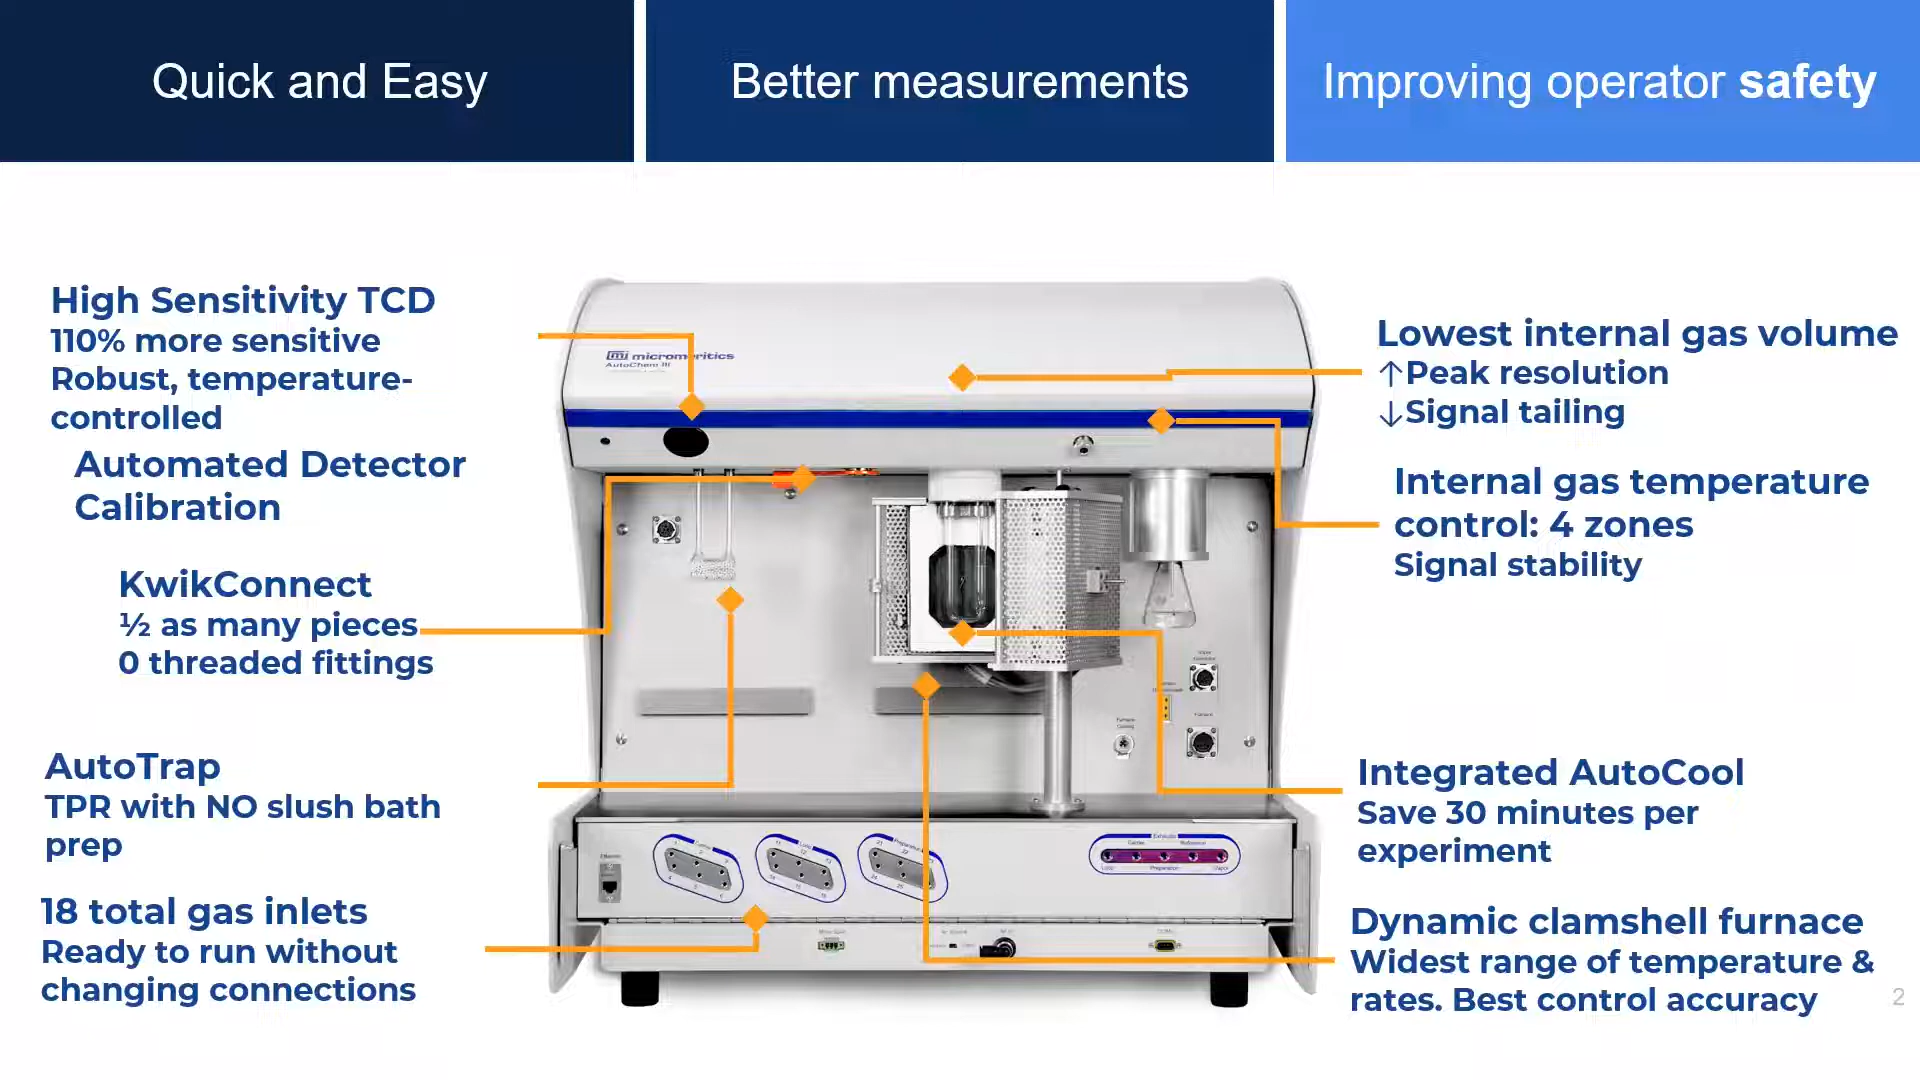 Quick and Easy
Better measurements
Improving operator safety
High Sensitivity TCD
110% more sensitive
Robust, temperature-
controlled
Automated Detector
Calibration
KwikConnect
½ as many pieces
0 threaded fittings
AutoTrap
TPR with NO slush bath
prep
18 total gas inlets
Ready to run without
changing connections
micromeritics
AutoChem III
Lowest internal gas volume
↑Peak resolution
↓Signal tailing
Internal gas temperature
control: 4 zones
Signal stability
Integrated AutoCool
Save 30 minutes per
experiment
Dynamic clamshell furnace
Widest range of temperature &
rates. Best control accuracy
2